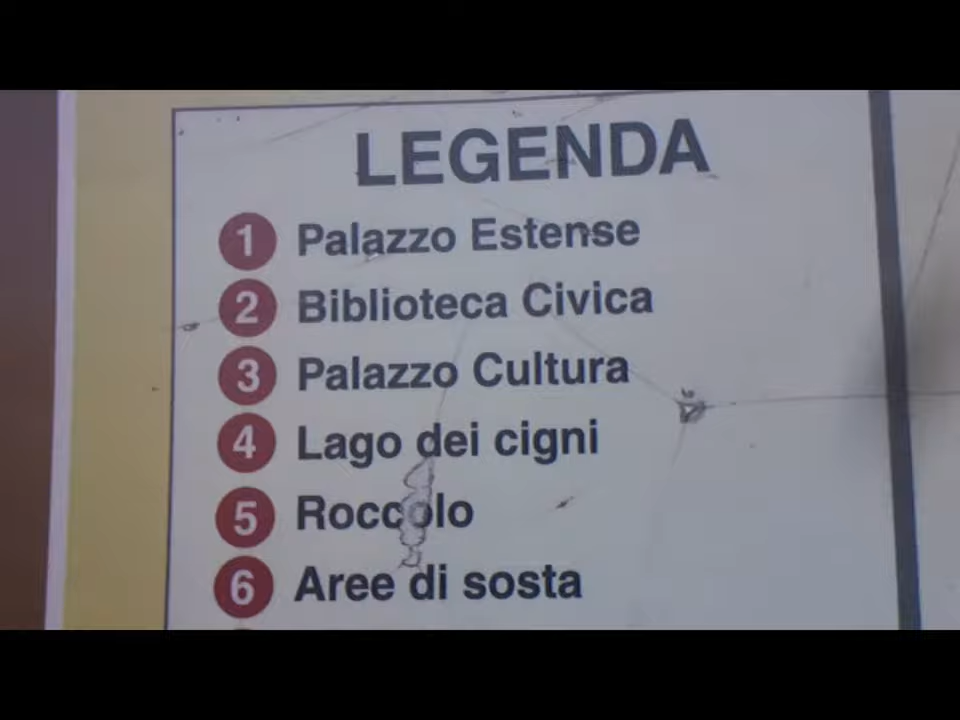 LEGENDA
1 Palazzo Estense
2 Biblioteca Civica
3 Palazzo Cultura
4 Lago dei cigni
5 Roccolo
6 Aree di sosta